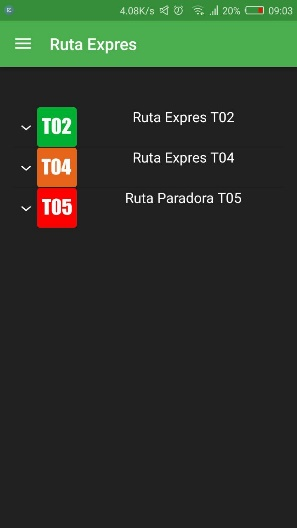 4.08K/s 20% 09:03
Ruta Expres
T02 Ruta Expres T02
T04 Ruta Expres T04
T05 Ruta Paradora T05